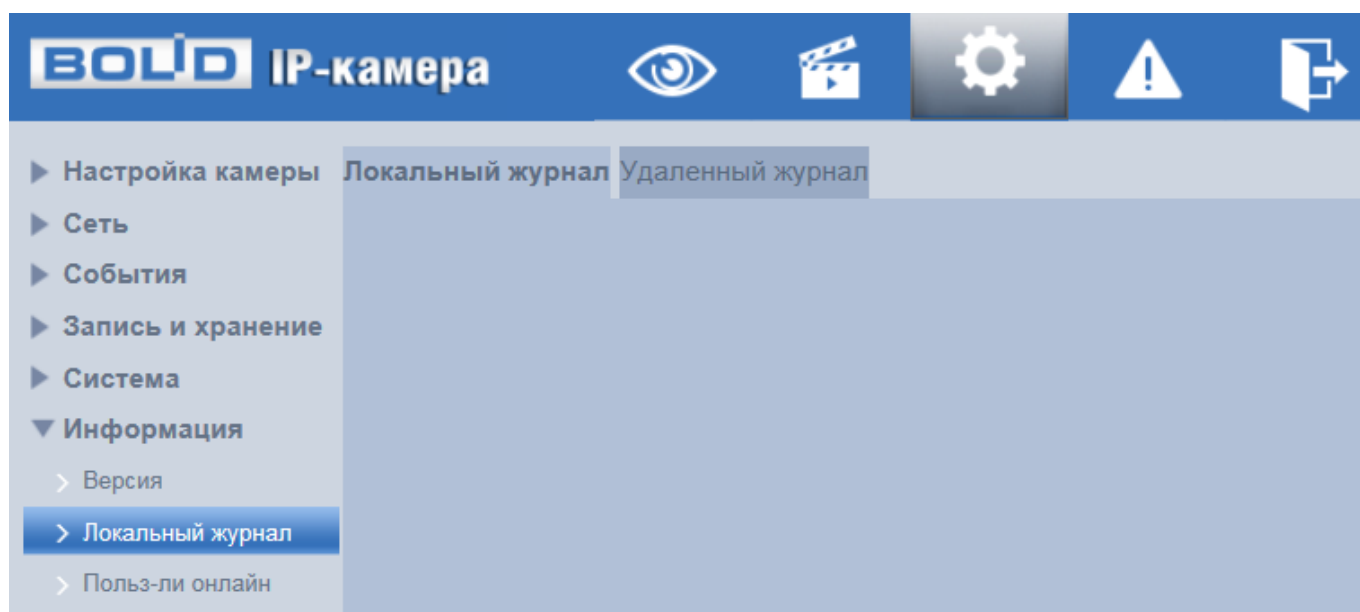 BOLID IP-камера
Настройка камеры
Сеть
События
Запись и хранение
Система
Информация
Версия
Локальный журнал
Польз-ли онлайн
Локальный журнал Удаленный журнал